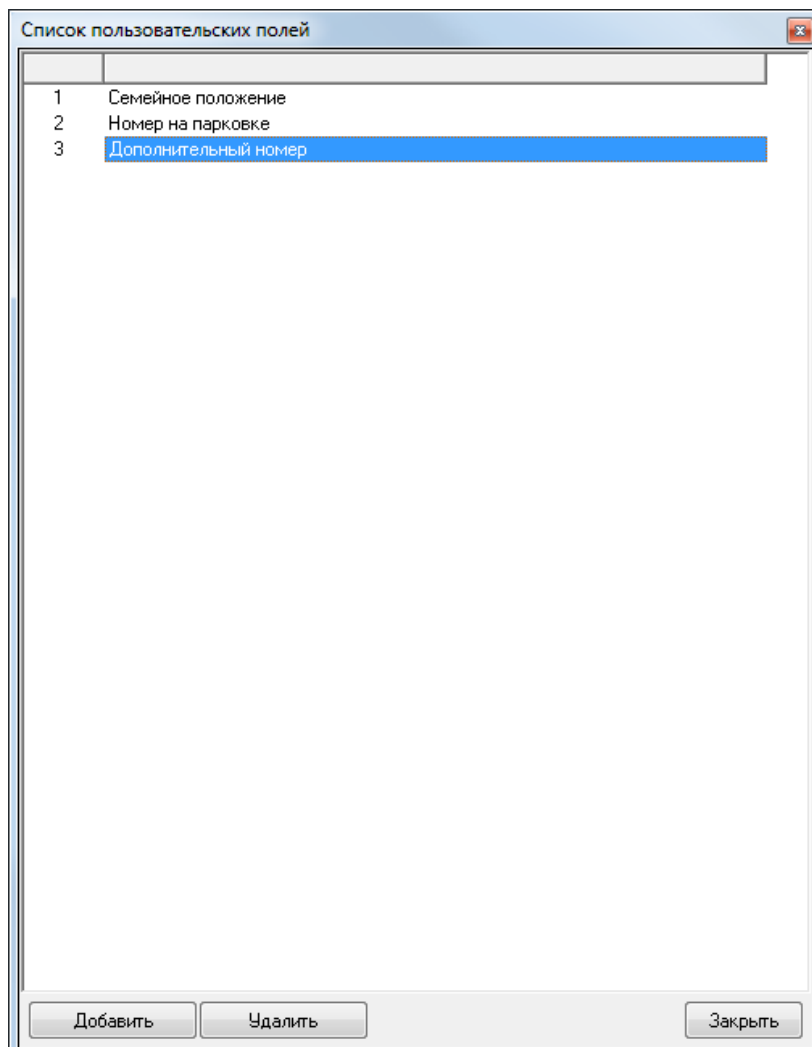 Список пользовательских полей
1 Семейное положение
2 Номер на парковке
3 Дополнительный номер
Добавить Удалить Закрыть